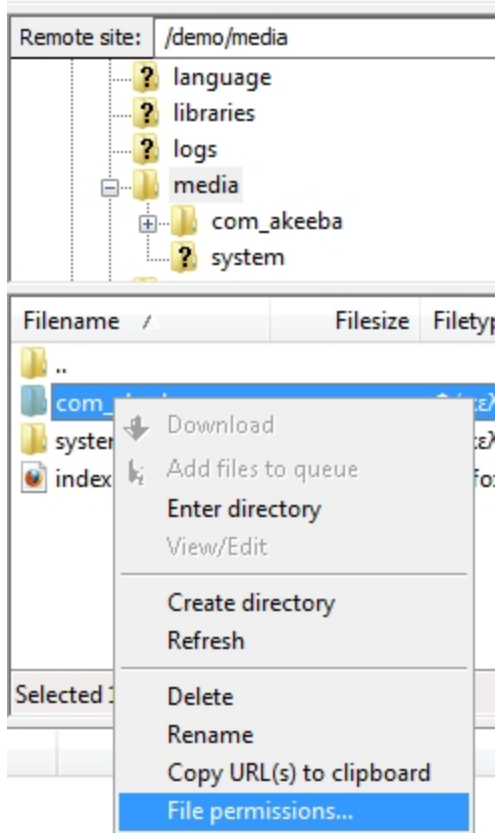 Remote site: /demo/media
language
libraries
logs
media
com_akeeba
system
Filename Filesize
..
com_
Download
Add files to queue
index
Enter directory
View/Edit
Create directory
Refresh
Selected
Delete
Rename
Copy URL(s) to clipboard
File permissions...